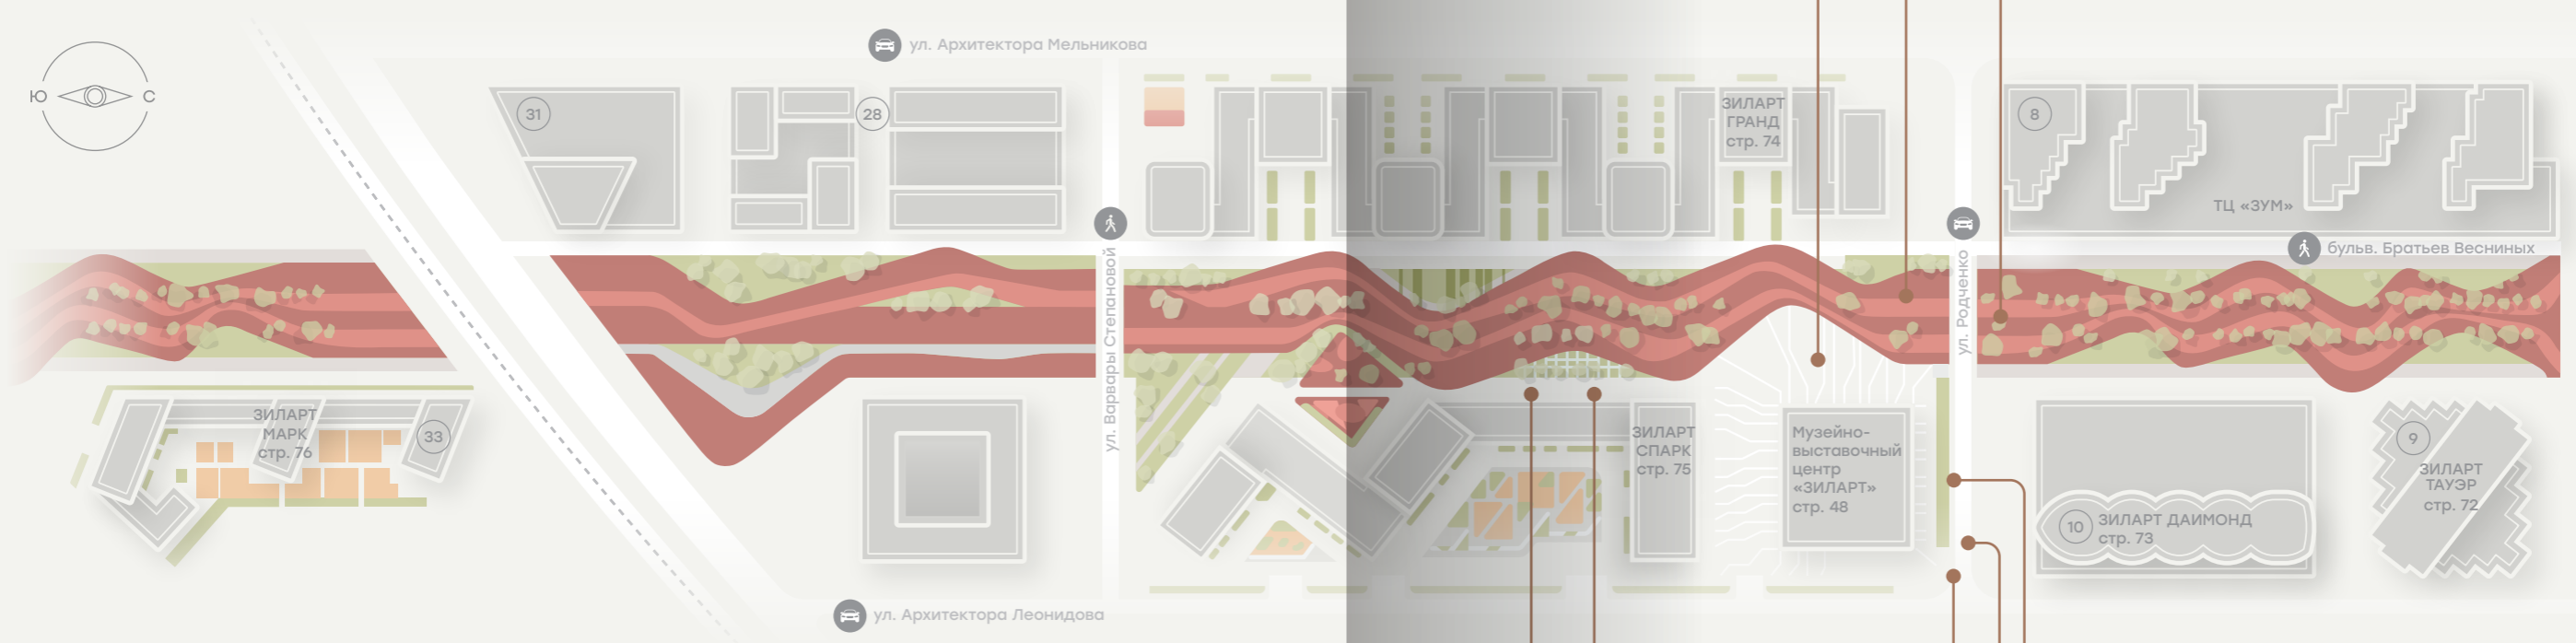 ул. Архитектора Мельникова
Ю
С
31
28
ЗИЛАРТ
ГРАНД
стр. 74
8
ТЦ «ЗУМ»
бульв. Братьев Весниных
ул. Варвары Степановой
ул. Родченко
ЗИЛАРТ
МАРК
стр. 76
33
ЗИЛАРТ
СПАРК
стр. 75
Музейно-
выставочный
центр
«ЗИЛАРТ»
стр. 48
9
ЗИЛАРТ
ТАУЭР
стр. 72
10
ЗИЛАРТ ДАИМОНД
стр. 73
ул. Архитектора Леонидова